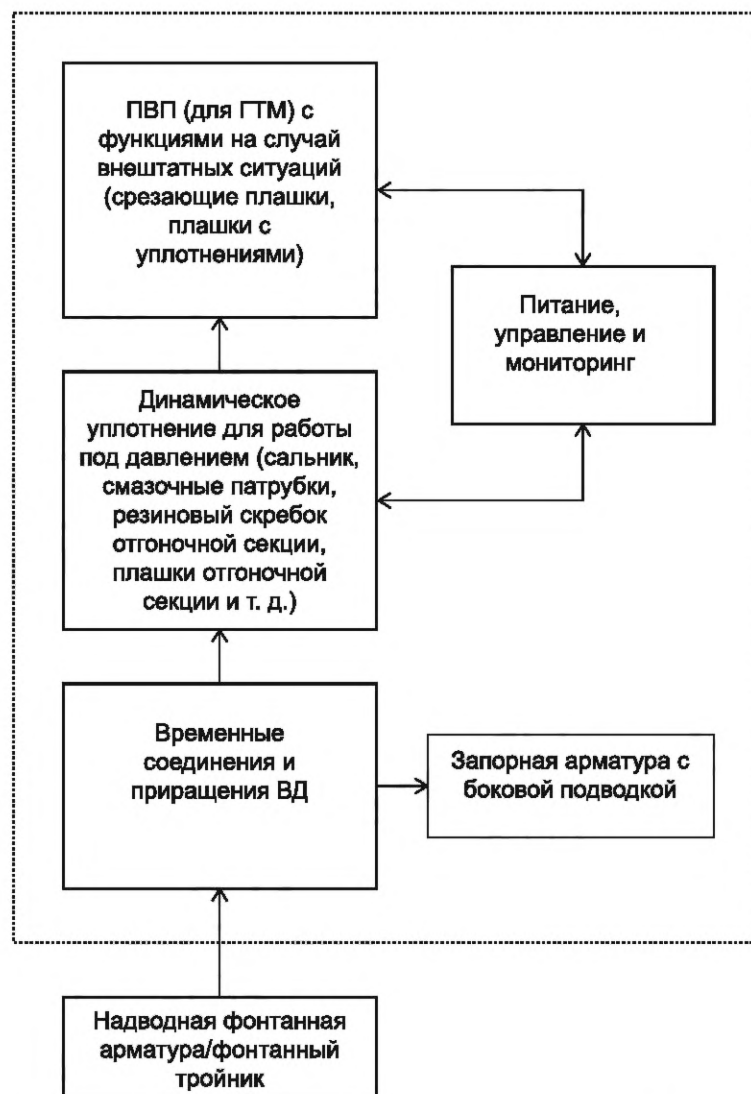 ПВП (для ГТМ) с
функциями на случай
внештатных ситуаций
(срезающие плашки,
плашки с
уплотнениями)
Питание,
управление и
мониторинг
Динамическое
уплотнение для работы
под давлением (сальник,
смазочные патрубки,
резиновый скребок
отгоночной секции,
плашки отгоночной
секции и т. д.)
Временные
соединения и
приращения ВД
Запорная арматура с
боковой подводкой
Надводная фонтанная
арматура/фонтанный
тройник